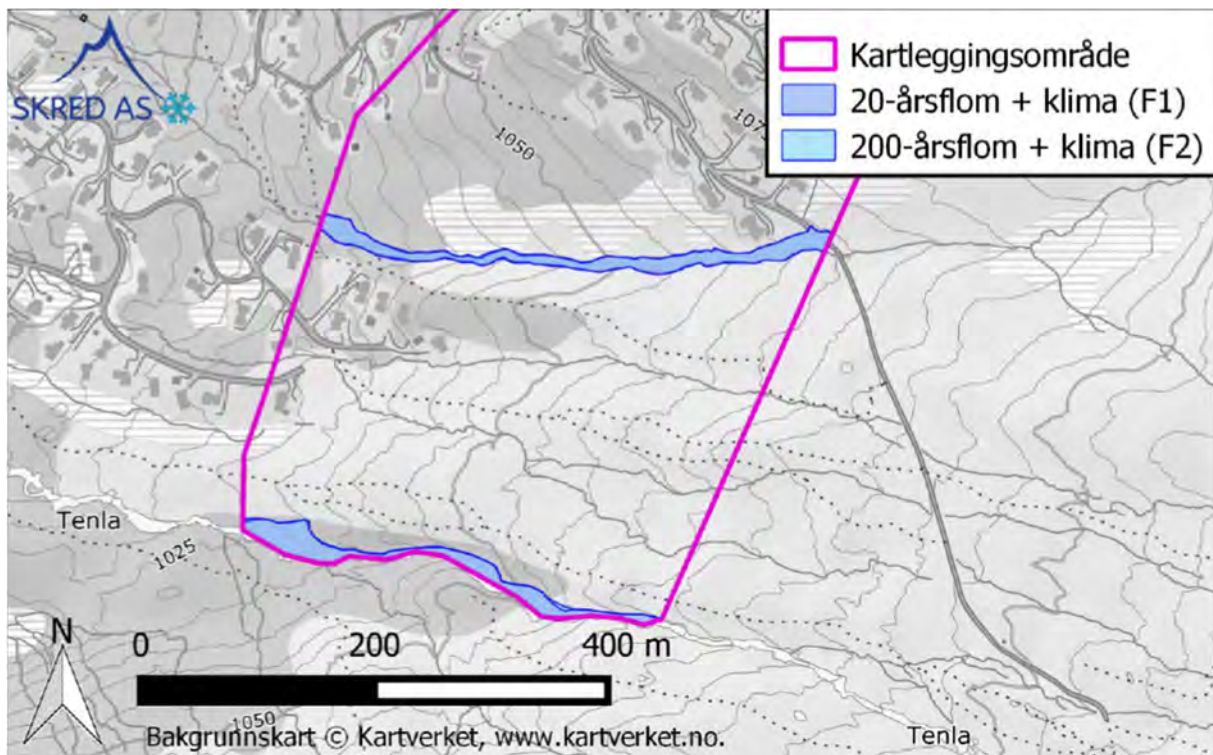 SKRED AS
Kartleggingsområde
20-årsflom + klima (F1)
200-årsflom + klima (F2)
1050
107
Tenla
1025
Tenla
N
0 200 400 m
1050
Bakgrunnskart © Kartverket, www.kartverket.no.